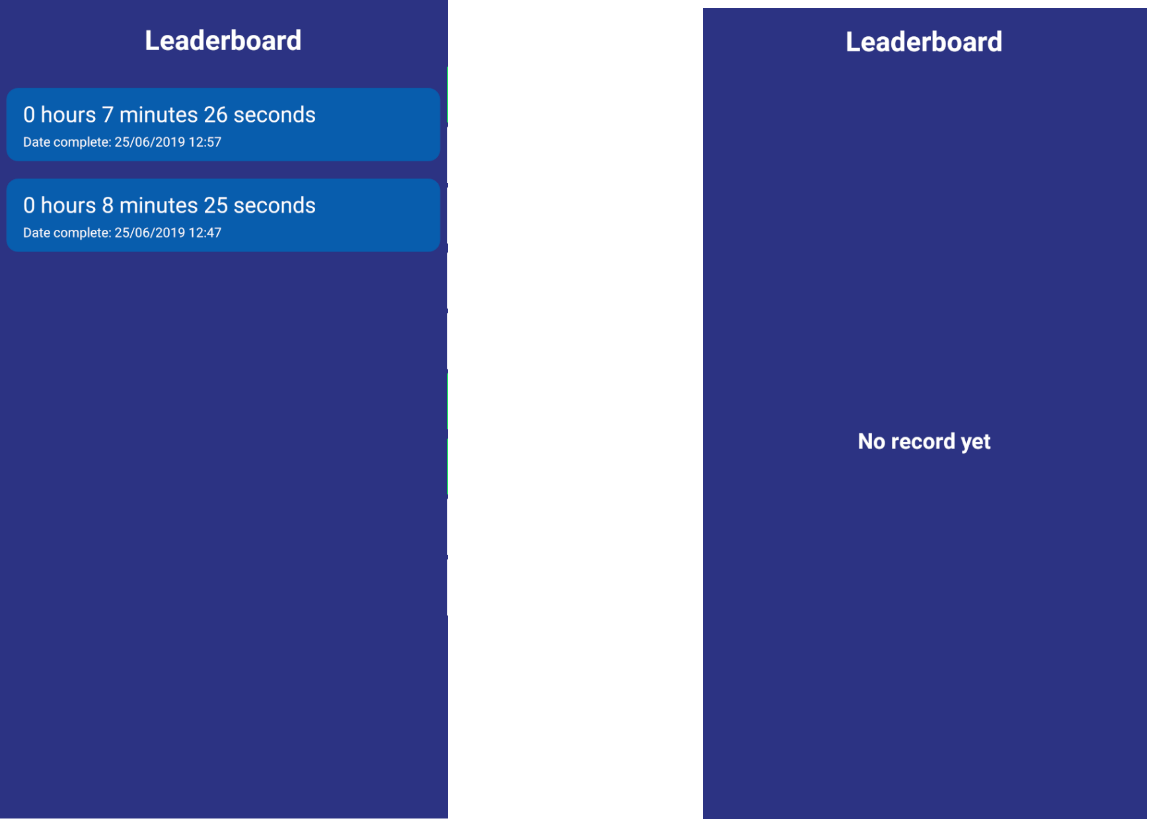 Leaderboard
0 hours 7 minutes 26 seconds
Date complete: 25/06/2019 12:57
0 hours 8 minutes 25 seconds
Date complete: 25/06/2019 12:47
Leaderboard
No record yet